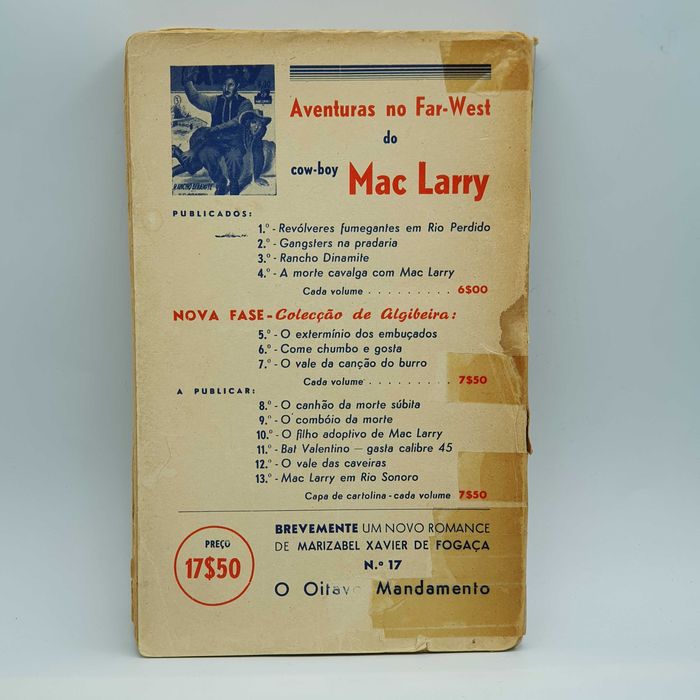 Aventuras no Far-West
do
cow-boy Mac Larry
RANCHO DINAMITE
PUBLICADOS:
1.º - Revólveres fumegantes em Rio Perdido
2.º - Gangsters na pradaria
3.º - Rancho Dinamite
4.º - A morte cavalga com Mac Larry
Cada volume . . . . . . . . . 6$00
NOVA FASE - Colecção de Algibeira:
5.º - O extermínio dos embuçados
6.º - Come chumbo e gosta
7.º - O vale da canção do burro
Cada volume . . . . . . . . . 7$50
A PUBLICAR:
8.º - O canhão da morte súbita
9.º - O combóio da morte
10.º - O filho adoptivo de Mac Larry
11.º - Bat Valentino — gasta calibre 45
12.º - O vale das caveiras
13.º - Mac Larry em Rio Sonoro
Capa de cartolina - cada volume 7$50
PREÇO
17$50
BREVEMENTE UM NOVO ROMANCE
DE MARIZABEL XAVIER DE FOGAÇA
N.º 17
O Oitavo Mandamento